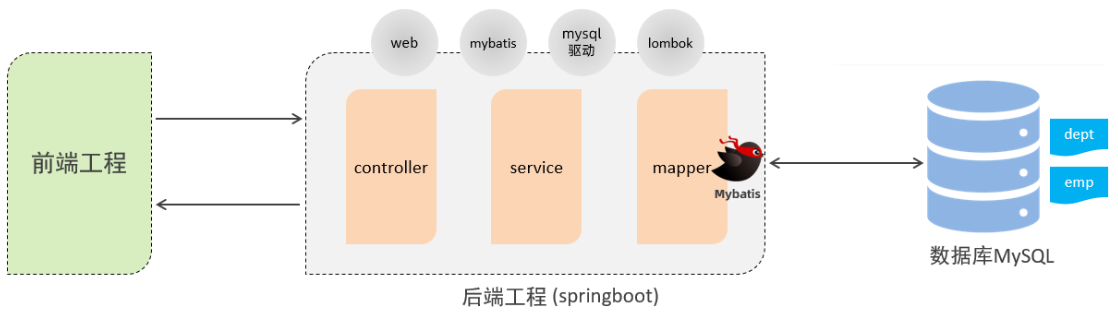 web
mybatis
mysql
驱动
lombok
前端工程
controller
service
mapper
Mybatis
dept
emp
数据库MySQL
后端工程 (springboot)